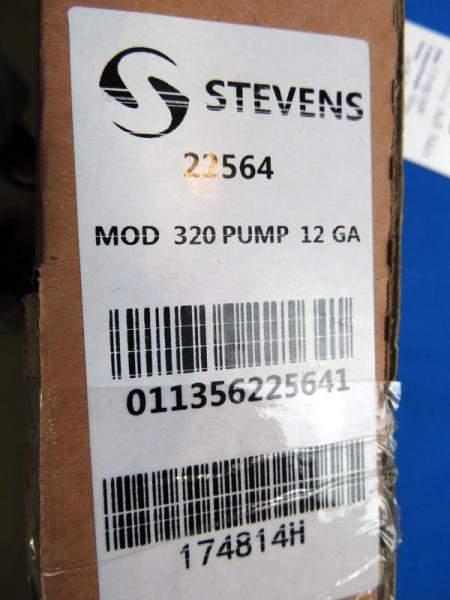 STEVENS
22564
MOD 320 PUMP 12 GA
011356225641
174814H